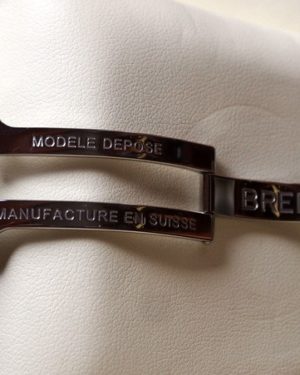 MODELE DEPOSE
MANUFACTURE EN SUISSE